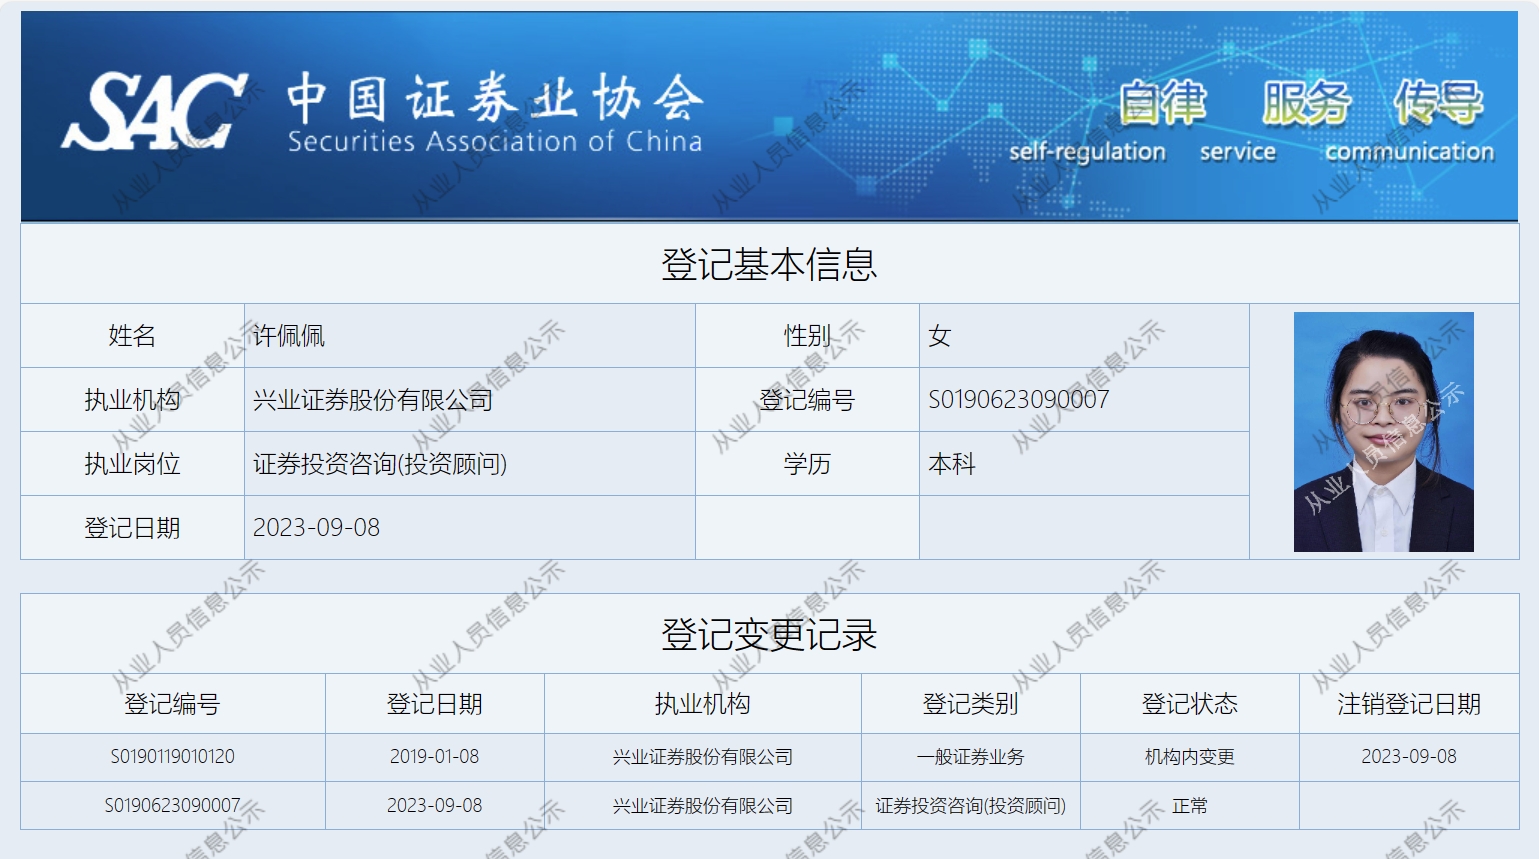 SAC 中国证券业协会
Securities Association of China
自律 服务 传导
self-regulation service communication
登记基本信息
姓名 许佩佩 性别 女
执业机构 兴业证券股份有限公司 登记编号 S0190623090007
执业岗位 证券投资咨询(投资顾问) 学历 本科
登记日期 2023-09-08
从业人员信息公示
登记变更记录
登记编号 登记日期 执业机构 登记类别 登记状态 注销登记日期
S0190119010120 2019-01-08 兴业证券股份有限公司 一般证券业务 机构内变更 2023-09-08
S0190623090007 2023-09-08 兴业证券股份有限公司 证券投资咨询(投资顾问) 正常